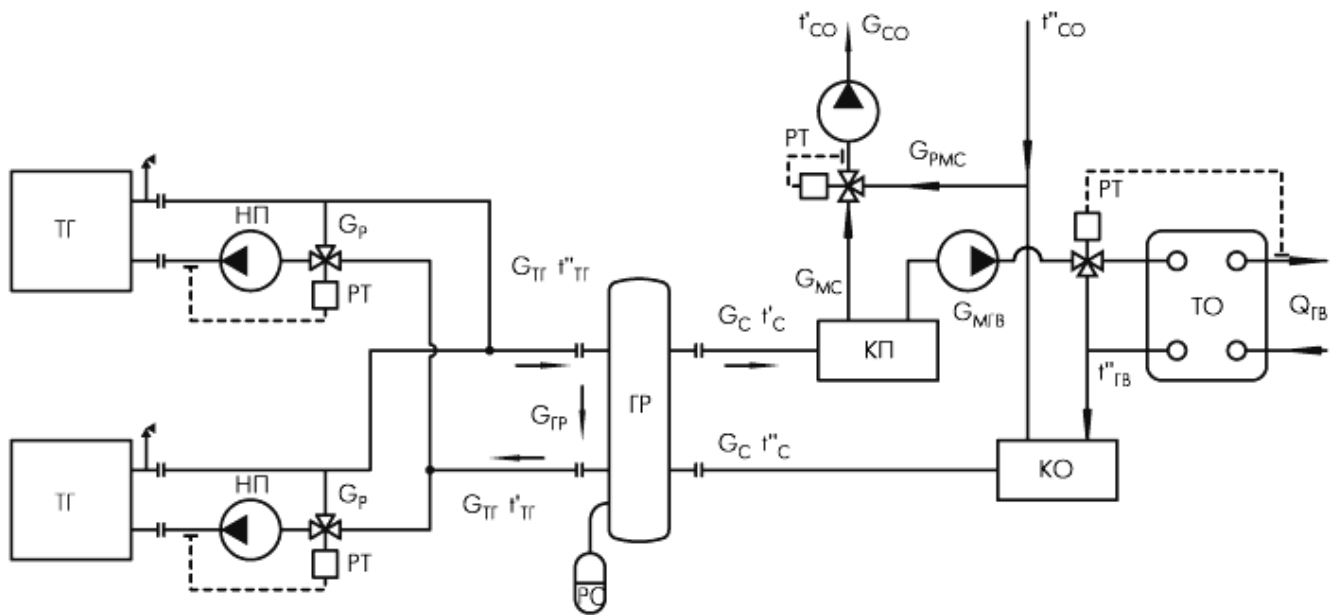 t'СО GСО t"СО
РТ
GРМС
РТ
ТГ
НП
GР
РТ
GТГ t"ТГ
GМС
GМГВ
ТО
QГВ
GС t'С
КП
t"ГВ
GГР
ГР
GС t"С
КО
ТГ
НП
GР
GТГ t'ТГ
РТ
РС